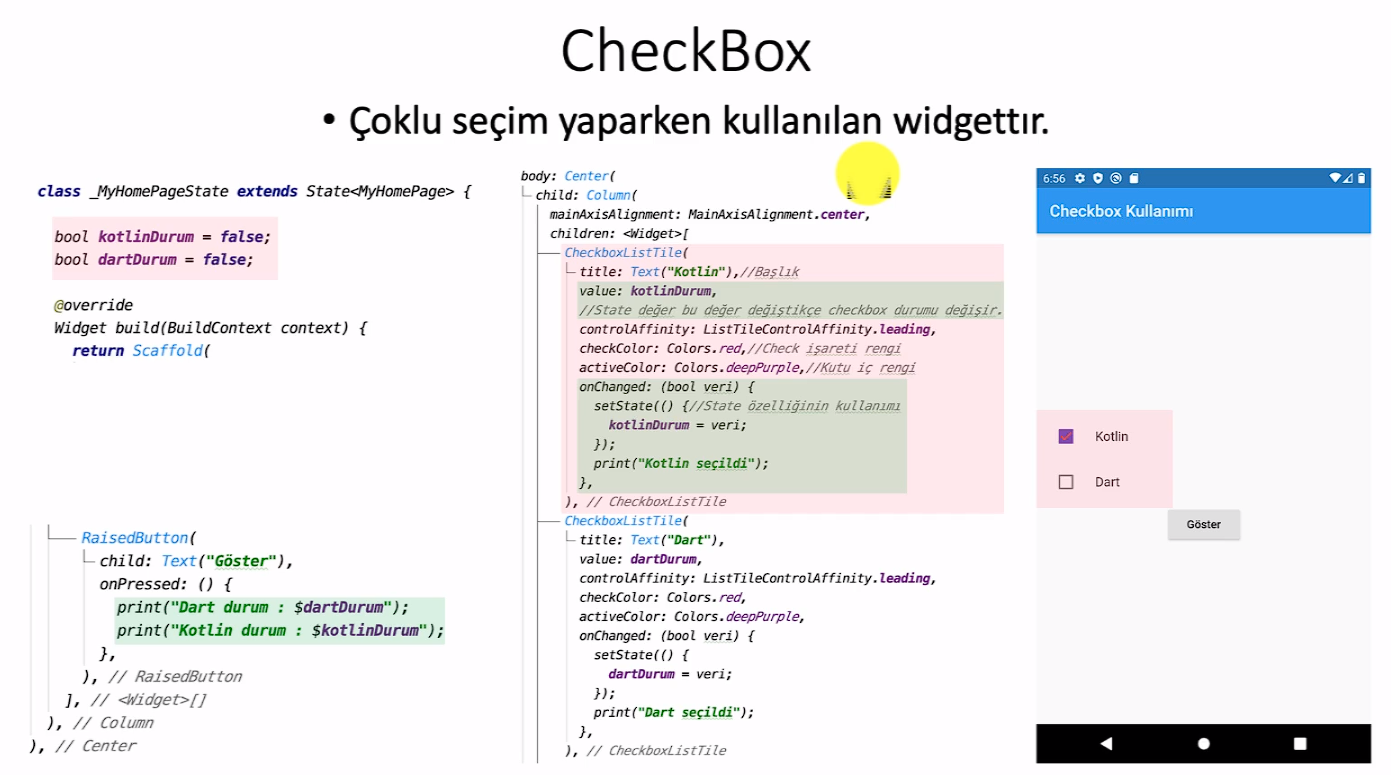 CheckBox
• Çoklu seçim yaparken kullanılan widgettır.
class _MyHomePageState extends State<MyHomePage> {
bool kotlinDurum = false;
bool dartDurum = false;
@override
Widget build(BuildContext context) {
return Scaffold(
RaisedButton(
child: Text("Göster"),
onPressed: () {
print("Dart durum : $dartDurum");
print("Kotlin durum : $kotlinDurum");
},
), // RaisedButton
], // <Widget>[]
), // Column
), // Center
body: Center(
child: Column(
mainAxisAlignment: MainAxisAlignment.center,
children: <Widget>[
CheckboxListTile(
title: Text("Kotlin"),//Başlık
value: kotlinDurum,
//State değer bu değer değiştikçe checkbox durumu değişir.
controlAffinity: ListTileControlAffinity.leading,
checkColor: Colors.red,//Check işareti rengi
activeColor: Colors.deepPurple,//Kutu iç rengi
onChanged: (bool veri) {
setState(() {//State özelliğinin kullanımı
kotlinDurum = veri;
});
print("Kotlin seçildi");
},
), // CheckboxListTile
CheckboxListTile(
title: Text("Dart"),
value: dartDurum,
controlAffinity: ListTileControlAffinity.leading,
checkColor: Colors.red,
activeColor: Colors.deepPurple,
onChanged: (bool veri) {
setState(() {
dartDurum = veri;
});
print("Dart seçildi");
},
), // CheckboxListTile
6:56
Checkbox Kullanımı
Kotlin
Dart
Göster